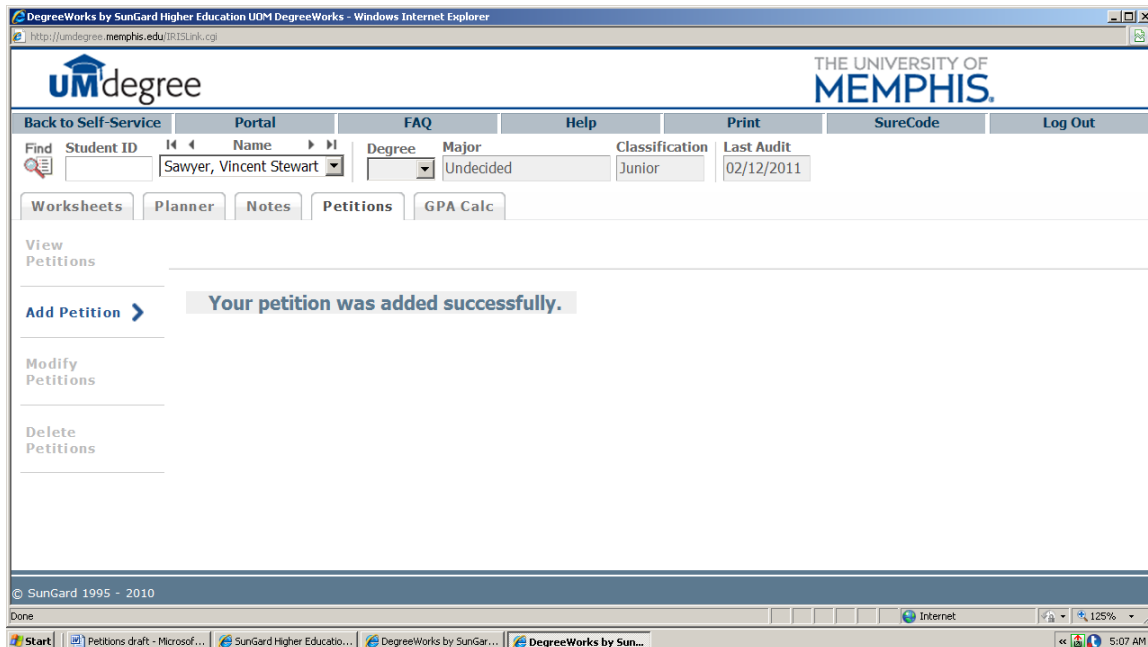 DegreeWorks by SunGard Higher Education UOM DegreeWorks - Windows Internet Explorer
http://umdegree.memphis.edu/IRISLink.cgi
UMdegree
THE UNIVERSITY OF
MEMPHIS.
Back to Self-Service Portal FAQ Help Print SureCode Log Out
Find Student ID Name Degree Major Classification Last Audit
Sawyer, Vincent Stewart Undecided Junior 02/12/2011
Worksheets Planner Notes Petitions GPA Calc
View
Petitions
Add Petition
Your petition was added successfully.
Modify
Petitions
Delete
Petitions
© SunGard 1995 - 2010
Done Internet 125%
Start Petitions draft - Microsof... SunGard Higher Educatio... DegreeWorks by SunGar... DegreeWorks by Sun... « 5:07 AM